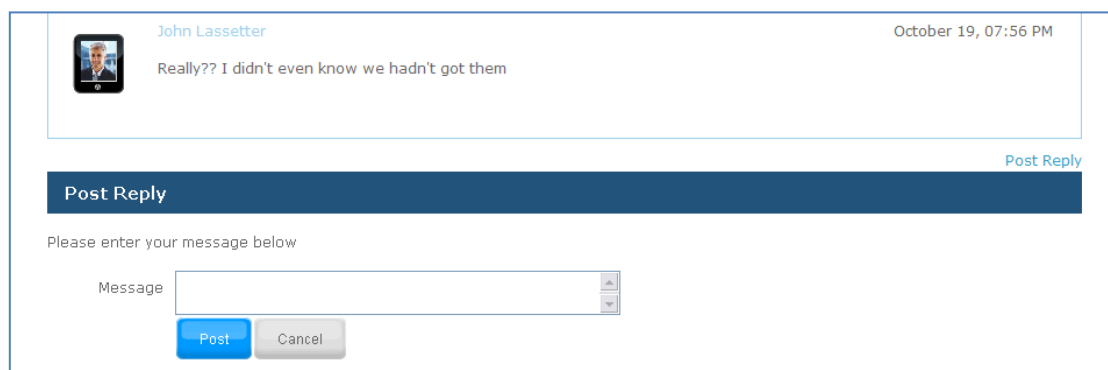 John Lassetter
October 19, 07:56 PM
Really?? I didn't even know we hadn't got them
Post Reply
Post Reply
Please enter your message below
Message
Post
Cancel